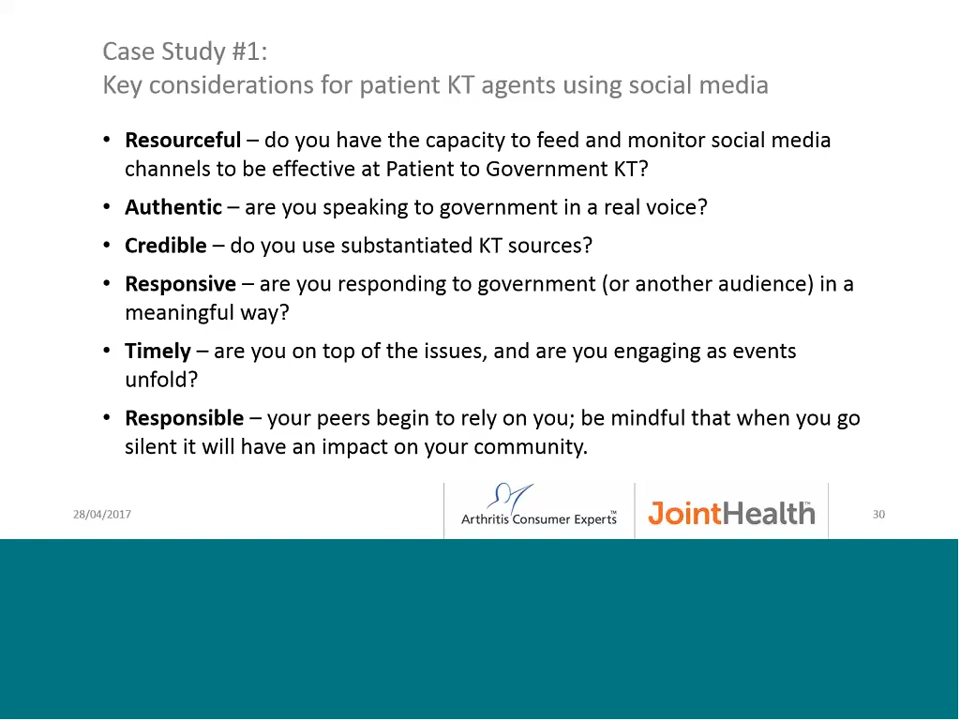 Case Study #1:
Key considerations for patient KT agents using social media
• Resourceful – do you have the capacity to feed and monitor social media
channels to be effective at Patient to Government KT?
• Authentic – are you speaking to government in a real voice?
• Credible – do you use substantiated KT sources?
• Responsive – are you responding to government (or another audience) in a
meaningful way?
• Timely – are you on top of the issues, and are you engaging as events
unfold?
• Responsible – your peers begin to rely on you; be mindful that when you go
silent it will have an impact on your community.
28/04/2017
Arthritis Consumer Experts™
JointHealth™
30